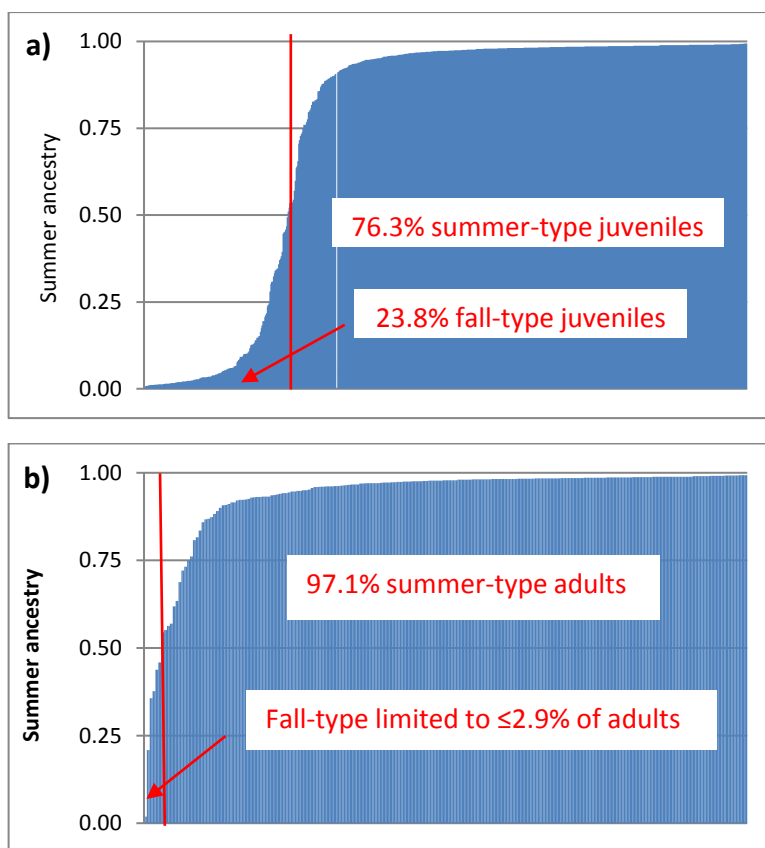 a)
1.00
0.75
0.50
0.25
0.00
Summer ancestry
76.3% summer-type juveniles
23.8% fall-type juveniles
b)
1.00
0.75
0.50
0.25
0.00
Summer ancestry
97.1% summer-type adults
Fall-type limited to ≤2.9% of adults